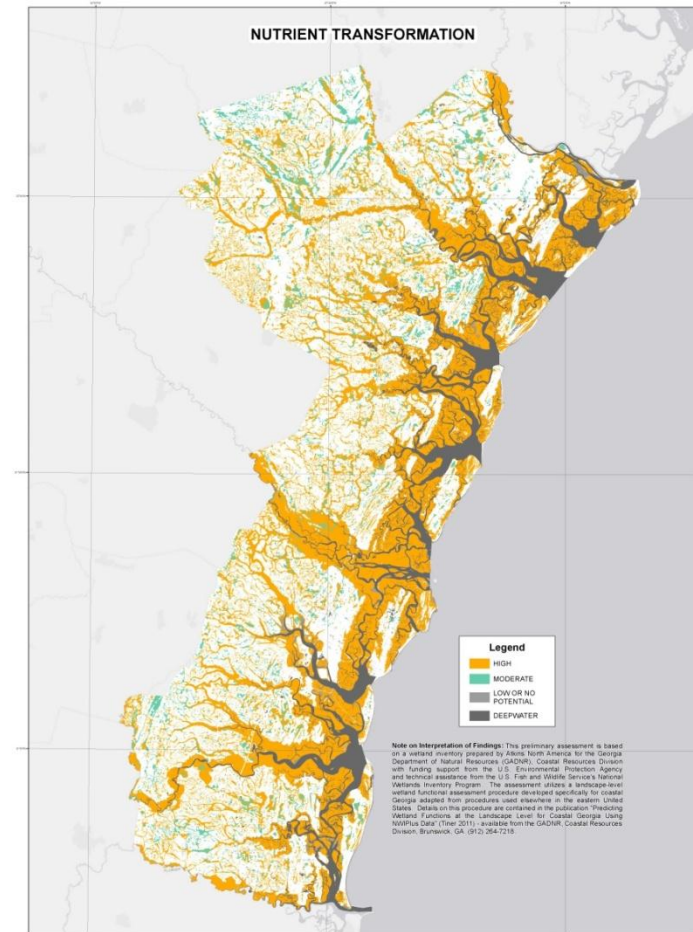 NUTRIENT TRANSFORMATION
Legend
HIGH
MODERATE
LOW OR NO
POTENTIAL
DEEPWATER
Note on Interpretation of Findings: This preliminary assessment is based
on a wetland inventory prepared by Atkins North America for the Georgia
Department of Natural Resources (GADNR), Coastal Resources Division
with funding support from the U.S. Environmental Protection Agency
and technical assistance from the U.S. Fish and Wildlife Service's National
Wetlands Inventory Program. The assessment utilizes a landscape-level
wetland functional assessment procedure developed specifically for coastal
Georgia adapted from procedures used elsewhere in the eastern United
States. Details on this procedure are contained in the publication "Predicting
Wetland Functions at the Landscape Level for Coastal Georgia Using
NWIPlus Data" (Tiner 2011) - available from the GADNR, Coastal Resources
Division, Brunswick, GA. (912) 264-7218.